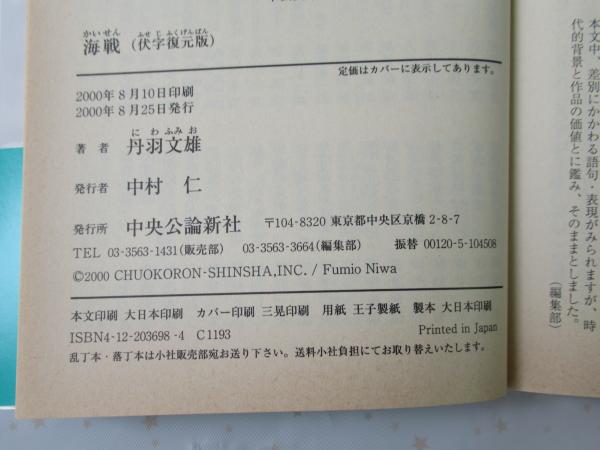 本文中、差別にかかわる語句・表現がみられますが、時
代的背景と作品の価値とに鑑み、そのままとしました。
（編集部）
かいせん ふせじふくげんばん
海戦（伏字復元版）
定価はカバーに表示してあります。
2000年8月10日印刷
2000年8月25日発行
にわふみお
著者 丹羽文雄
発行者 中村 仁
発行所 中央公論新社 〒104-8320 東京都中央区京橋2-8-7
TEL 03-3563-1431(販売部) 03-3563-3664(編集部) 振替 00120-5-104508
©2000 CHUOKORON-SHINSHA,INC. / Fumio Niwa
本文印刷 大日本印刷 カバー印刷 三晃印刷 用紙 王子製紙 製本 大日本印刷
ISBN4-12-203698-4 C1193 Printed in Japan
乱丁本・落丁本は小社販売部宛お送り下さい。送料小社負担にてお取り替えいたします。